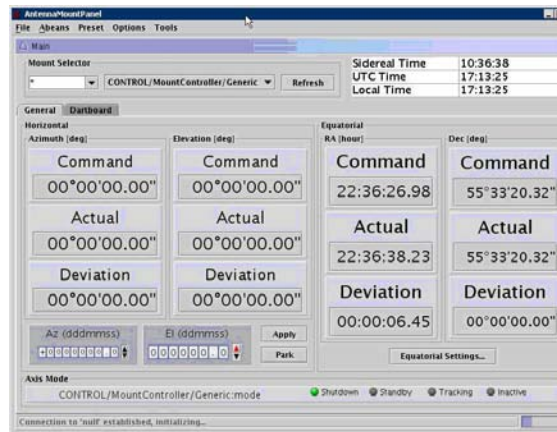 AntennaMountPanel
File Abeans Preset Options Tools
Main
Mount Selector
* CONTROL/MountController/Generic Refresh
Sidereal Time 10:36:38
UTC Time 17:13:25
Local Time 17:13:25
General Dartboard
Horizontal
Azimuth [deg] Elevation [deg]
Command Command
00°00'00.00" 00°00'00.00"
Actual Actual
00°00'00.00" 00°00'00.00"
Deviation Deviation
00°00'00.00" 00°00'00.00"
Az (dddmmss) El (ddmmss) Apply
+0000000.0 000000.0 Park
Equatorial
RA [hour] Dec [deg]
Command Command
22:36:26.98 55°33'20.32"
Actual Actual
22:36:38.23 55°33'20.32"
Deviation Deviation
00:00:06.45 00°00'00.00"
Equatorial Settings...
Axis Mode
CONTROL/MountController/Generic:mode Shutdown Standby Tracking Inactive
Connection to 'null' established, initializing...